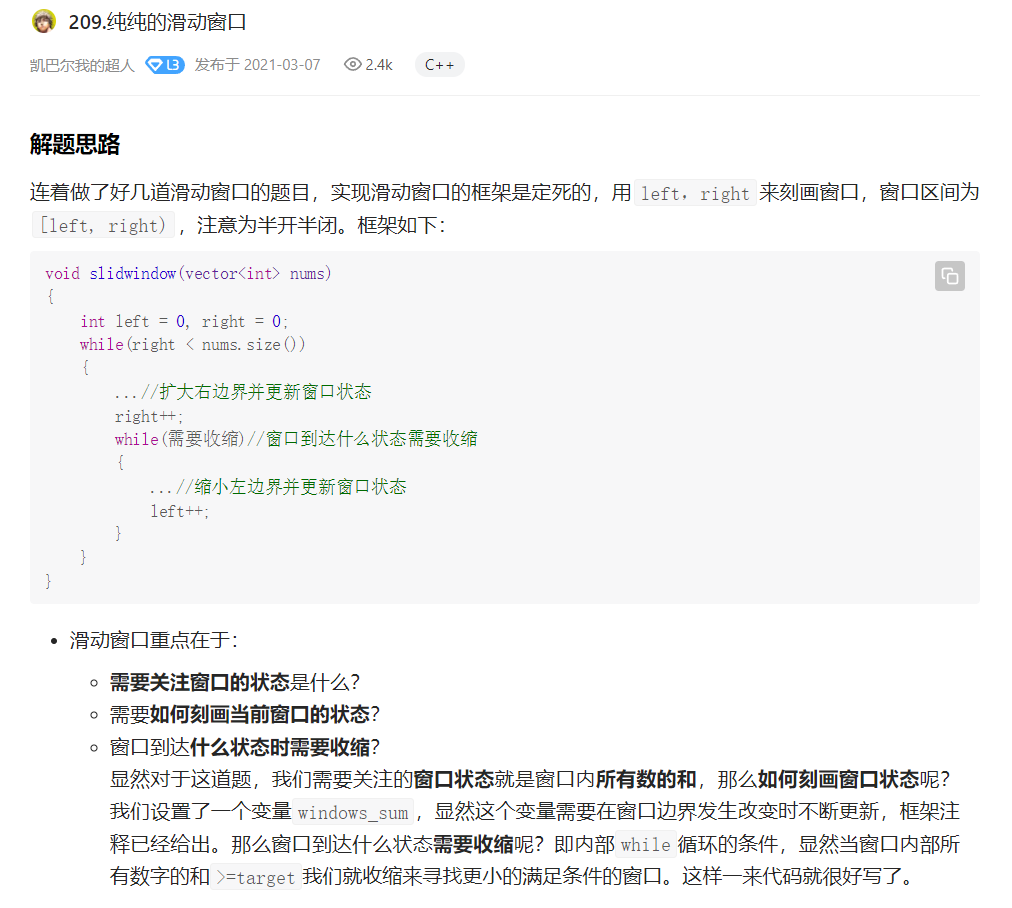 209.纯纯的滑动窗口
凯巴尔我的超人 L3 发布于 2021-03-07 2.4k C++
解题思路
连着做了好几道滑动窗口的题目，实现滑动窗口的框架是定死的，用 left，right 来刻画窗口，窗口区间为
[left, right) ，注意为半开半闭。框架如下：
void slidwindow(vector<int> nums)
{
int left = 0, right = 0;
while(right < nums.size())
{
...//扩大右边界并更新窗口状态
right++;
while(需要收缩)//窗口到达什么状态需要收缩
{
...//缩小左边界并更新窗口状态
left++;
}
}
}
• 滑动窗口重点在于：
◦ 需要关注窗口的状态是什么？
◦ 需要如何刻画当前窗口的状态？
◦ 窗口到达什么状态时需要收缩？
显然对于这道题，我们需要关注的窗口状态就是窗口内所有数的和，那么如何刻画窗口状态呢？
我们设置了一个变量 windows_sum ，显然这个变量需要在窗口边界发生改变时不断更新，框架注
释已经给出。那么窗口到达什么状态需要收缩呢？即内部 while 循环的条件，显然当窗口内部所
有数字的和 >=target 我们就收缩来寻找更小的满足条件的窗口。这样一来代码就很好写了。